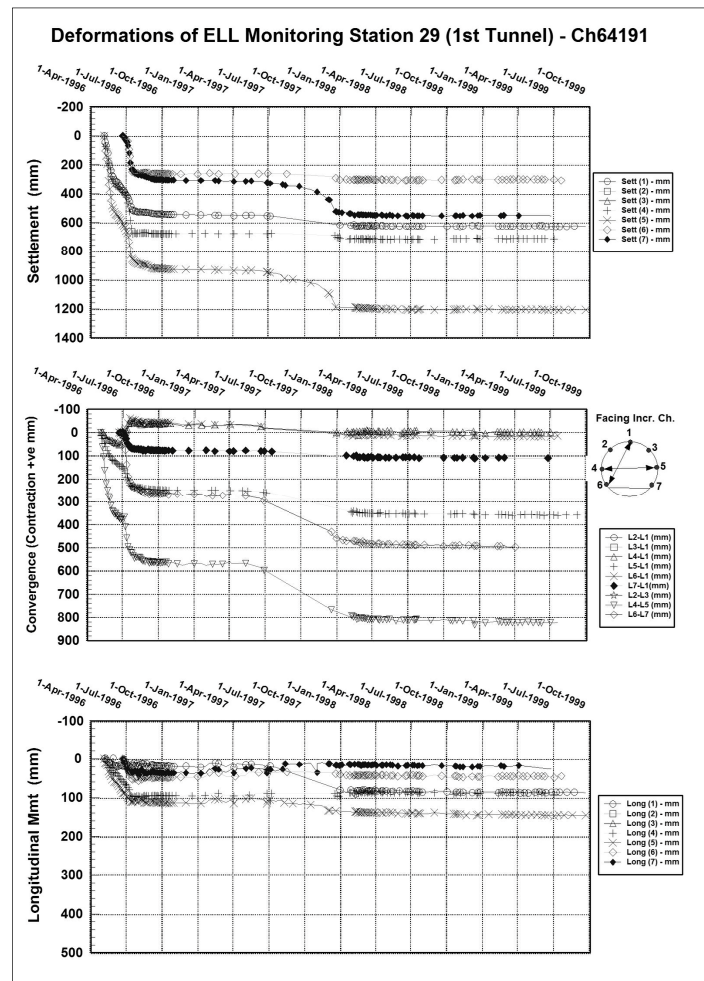 Deformations of ELL Monitoring Station 29 (1st Tunnel) - Ch64191
1-Apr-1996
1-Jul-1996
1-Oct-1996
1-Jan-1997
1-Apr-1997
1-Jul-1997
1-Oct-1997
1-Jan-1998
1-Apr-1998
1-Jul-1998
1-Oct-1998
1-Jan-1999
1-Apr-1999
1-Jul-1999
1-Oct-1999
Settlement (mm)
-200
0
200
400
600
800
1000
1200
1400
Sett (1) - mm
Sett (2) - mm
Sett (3) - mm
Sett (4) - mm
Sett (5) - mm
Sett (6) - mm
Sett (7) - mm
1-Apr-1996
1-Jul-1996
1-Oct-1996
1-Jan-1997
1-Apr-1997
1-Jul-1997
1-Oct-1997
1-Jan-1998
1-Apr-1998
1-Jul-1998
1-Oct-1998
1-Jan-1999
1-Apr-1999
1-Jul-1999
1-Oct-1999
Convergence (Contraction +ve mm)
-100
0
100
200
300
400
500
600
700
800
900
Facing Incr. Ch.
1
2
3
4
5
6
7
L2-L1 (mm)
L3-L1 (mm)
L4-L1 (mm)
L5-L1 (mm)
L6-L1 (mm)
L7-L1(mm)
L2-L3 (mm)
L4-L5 (mm)
L6-L7 (mm)
1-Apr-1996
1-Jul-1996
1-Oct-1996
1-Jan-1997
1-Apr-1997
1-Jul-1997
1-Oct-1997
1-Jan-1998
1-Apr-1998
1-Jul-1998
1-Oct-1998
1-Jan-1999
1-Apr-1999
1-Jul-1999
1-Oct-1999
Longitudinal Mmt (mm)
-100
0
100
200
300
400
500
Long (1) - mm
Long (2) - mm
Long (3) - mm
Long (4) - mm
Long (5) - mm
Long (6) - mm
Long (7) - mm